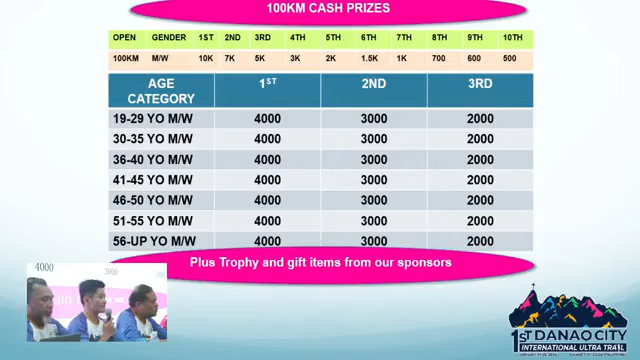 100KM CASH PRIZES
OPEN GENDER 1ST 2ND 3RD 4TH 5TH 6TH 7TH 8TH 9TH 10TH
100KM M/W 10K 7K 5K 3K 2K 1.5K 1K 700 600 500
AGE CATEGORY 1ST 2ND 3RD
19-29 YO M/W 4000 3000 2000
30-35 YO M/W 4000 3000 2000
36-40 YO M/W 4000 3000 2000
41-45 YO M/W 4000 3000 2000
46-50 YO M/W 4000 3000 2000
51-55 YO M/W 4000 3000 2000
56-UP YO M/W 4000 3000 2000
Plus Trophy and gift items from our sponsors
4000 3000
1ST DANAO CITY
INTERNATIONAL ULTRA TRAIL